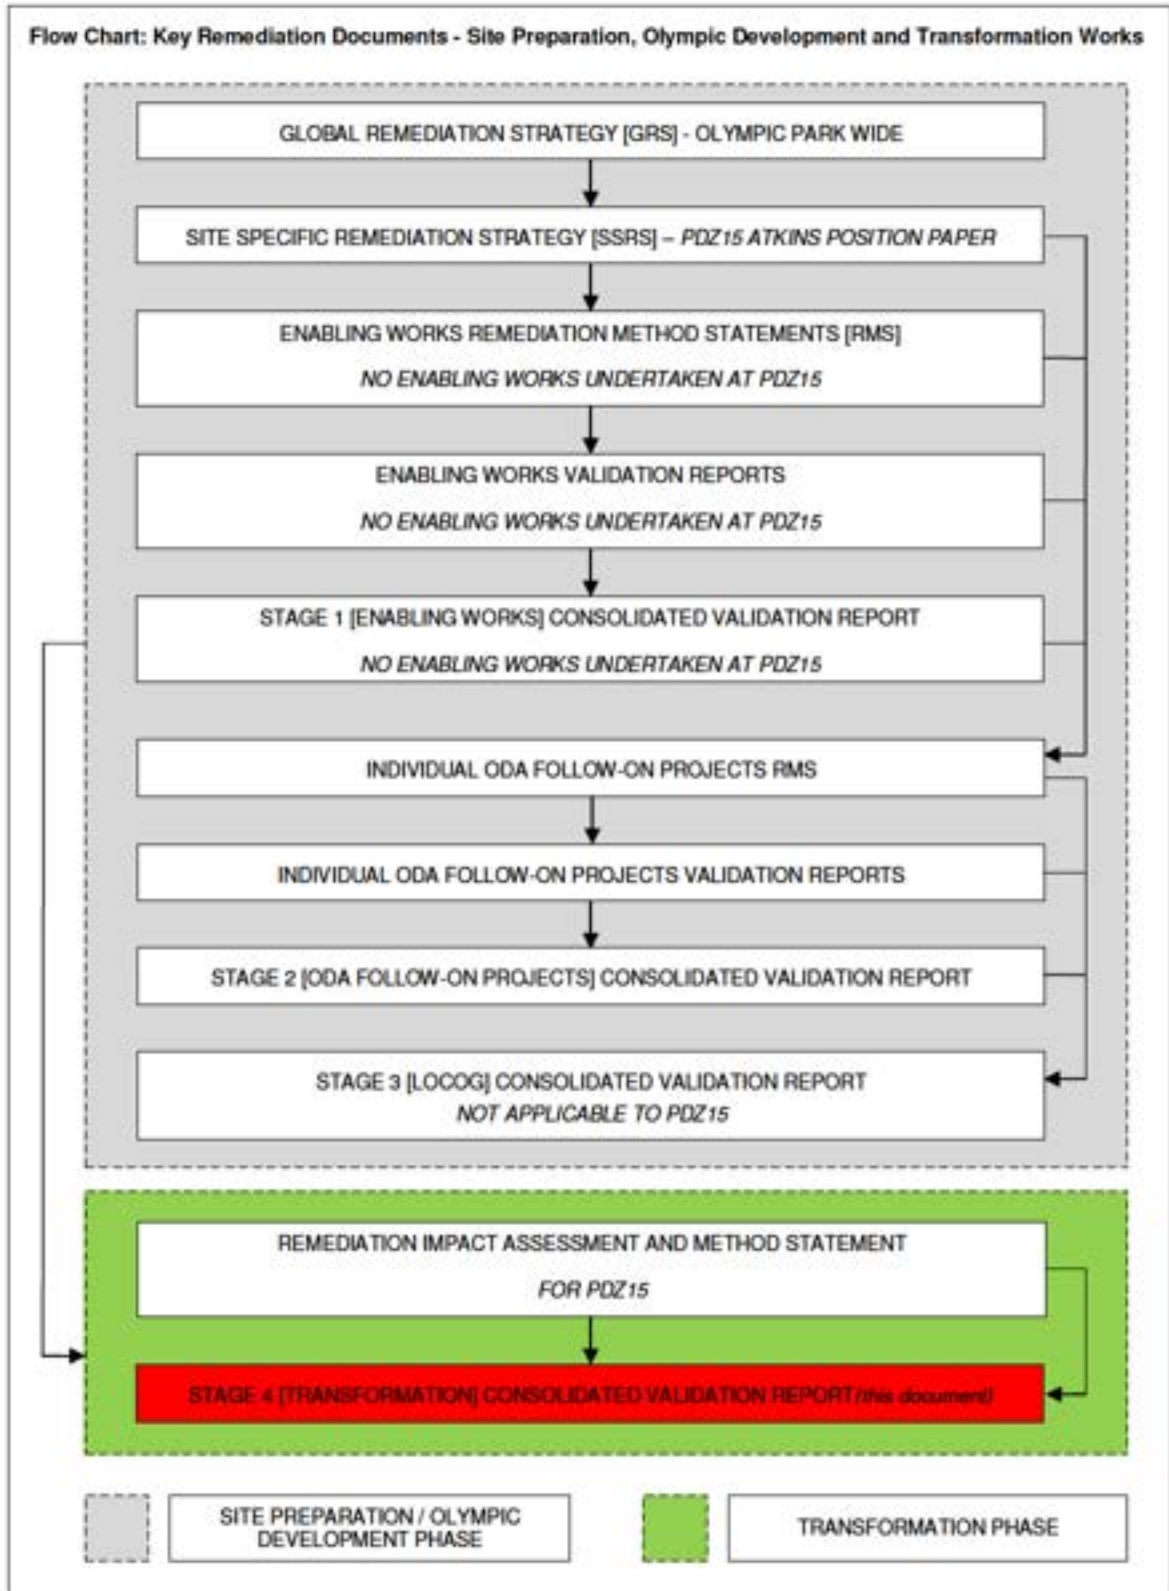 Flow Chart: Key Remediation Documents - Site Preparation, Olympic Development and Transformation Works
GLOBAL REMEDIATION STRATEGY [GRS] - OLYMPIC PARK WIDE
SITE SPECIFIC REMEDIATION STRATEGY [SSRS] – PDZ15 ATKINS POSITION PAPER
ENABLING WORKS REMEDIATION METHOD STATEMENTS [RMS]
NO ENABLING WORKS UNDERTAKEN AT PDZ15
ENABLING WORKS VALIDATION REPORTS
NO ENABLING WORKS UNDERTAKEN AT PDZ15
STAGE 1 [ENABLING WORKS] CONSOLIDATED VALIDATION REPORT
NO ENABLING WORKS UNDERTAKEN AT PDZ15
INDIVIDUAL ODA FOLLOW-ON PROJECTS RMS
INDIVIDUAL ODA FOLLOW-ON PROJECTS VALIDATION REPORTS
STAGE 2 [ODA FOLLOW-ON PROJECTS] CONSOLIDATED VALIDATION REPORT
STAGE 3 [LOCOG] CONSOLIDATED VALIDATION REPORT
NOT APPLICABLE TO PDZ15
REMEDIATION IMPACT ASSESSMENT AND METHOD STATEMENT
FOR PDZ15
STAGE 4 [TRANSFORMATION] CONSOLIDATED VALIDATION REPORT(this document)
SITE PREPARATION / OLYMPIC
DEVELOPMENT PHASE
TRANSFORMATION PHASE